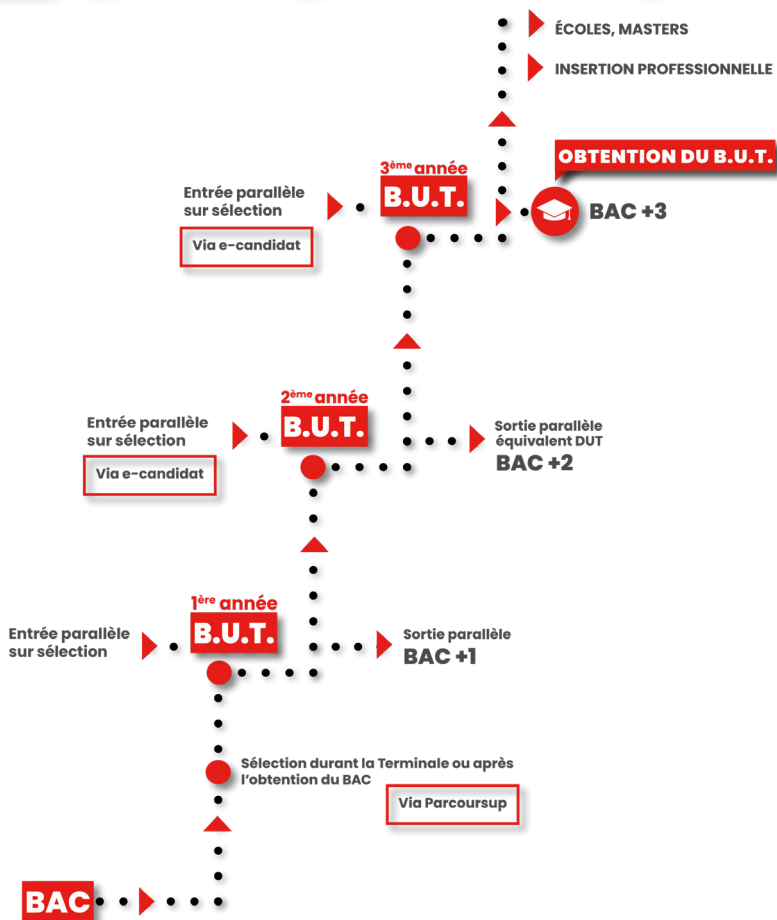 ÉCOLES, MASTERS
INSERTION PROFESSIONNELLE
OBTENTION DU B.U.T.
BAC +3
3ème année
B.U.T.
Entrée parallèle
sur sélection
Via e-candidat
2ème année
B.U.T.
Entrée parallèle
sur sélection
Via e-candidat
Sortie parallèle
équivalent DUT
BAC +2
1ère année
B.U.T.
Entrée parallèle
sur sélection
Sortie parallèle
BAC +1
Sélection durant la Terminale ou après
l'obtention du BAC
Via Parcoursup
BAC